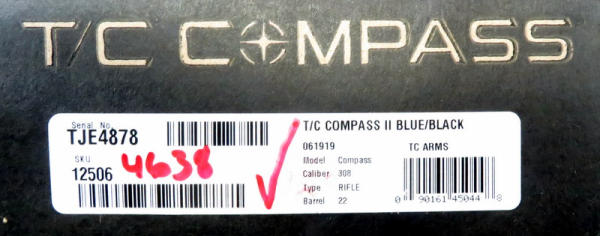 T/C COMPASS
Serial No.
TJE4878
SKU
12506
4638
T/C COMPASS II BLUE/BLACK
061919 TC ARMS
Model Compass
Caliber 308
Type RIFLE
Barrel 22
0 90161 45044 8